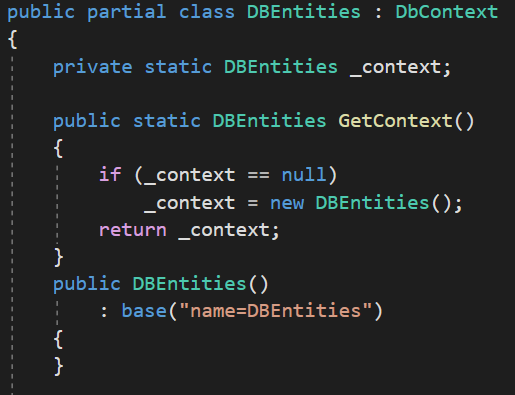 public partial class DBEntities : DbContext
{
    private static DBEntities _context;

    public static DBEntities GetContext()
    {
        if (_context == null)
            _context = new DBEntities();
        return _context;
    }
    public DBEntities()
        : base("name=DBEntities")
    {
    }